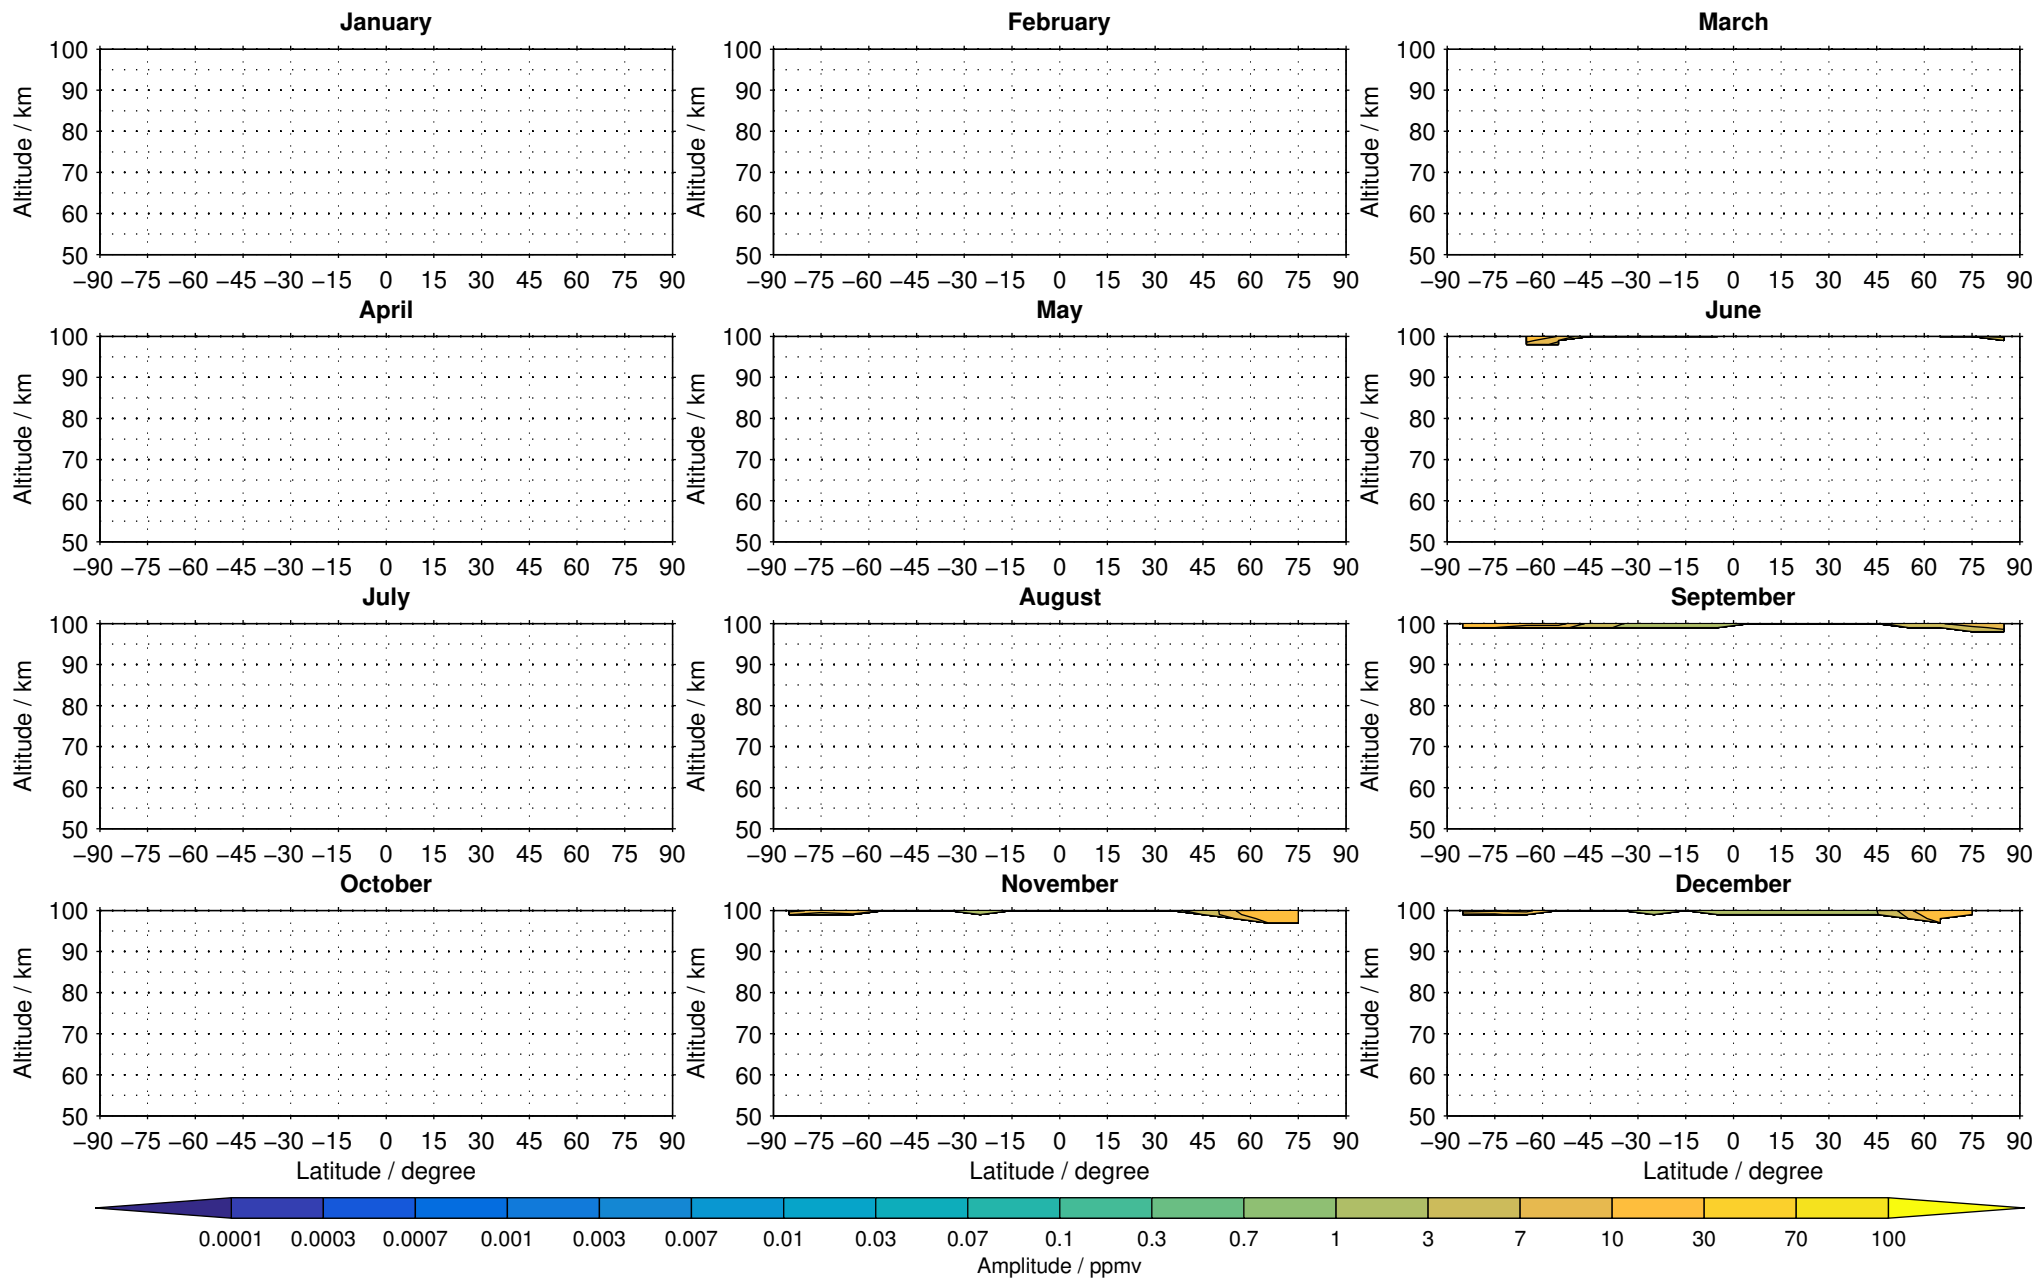 January February March
100 100 100
90 90 90
80 80 80
70 70 70
60 60 60
50 50 50
Altitude / km Altitude / km Altitude / km
−90 −75 −60 −45 −30 −15 0 15 30 45 60 75 90 −90 −75 −60 −45 −30 −15 0 15 30 45 60 75 90 −90 −75 −60 −45 −30 −15 0 15 30 45 60 75 90
April May June
100 100 100
90 90 90
80 80 80
70 70 70
60 60 60
50 50 50
Altitude / km Altitude / km Altitude / km
−90 −75 −60 −45 −30 −15 0 15 30 45 60 75 90 −90 −75 −60 −45 −30 −15 0 15 30 45 60 75 90 −90 −75 −60 −45 −30 −15 0 15 30 45 60 75 90
July August September
100 100 100
90 90 90
80 80 80
70 70 70
60 60 60
50 50 50
Altitude / km Altitude / km Altitude / km
−90 −75 −60 −45 −30 −15 0 15 30 45 60 75 90 −90 −75 −60 −45 −30 −15 0 15 30 45 60 75 90 −90 −75 −60 −45 −30 −15 0 15 30 45 60 75 90
October November December
100 100 100
90 90 90
80 80 80
70 70 70
60 60 60
50 50 50
Altitude / km Altitude / km Altitude / km
−90 −75 −60 −45 −30 −15 0 15 30 45 60 75 90 −90 −75 −60 −45 −30 −15 0 15 30 45 60 75 90 −90 −75 −60 −45 −30 −15 0 15 30 45 60 75 90
Latitude / degree Latitude / degree Latitude / degree
0.0001 0.0003 0.0007 0.001 0.003 0.007 0.01 0.03 0.07 0.1 0.3 0.7 1 3 7 10 30 70 100
Amplitude / ppmv